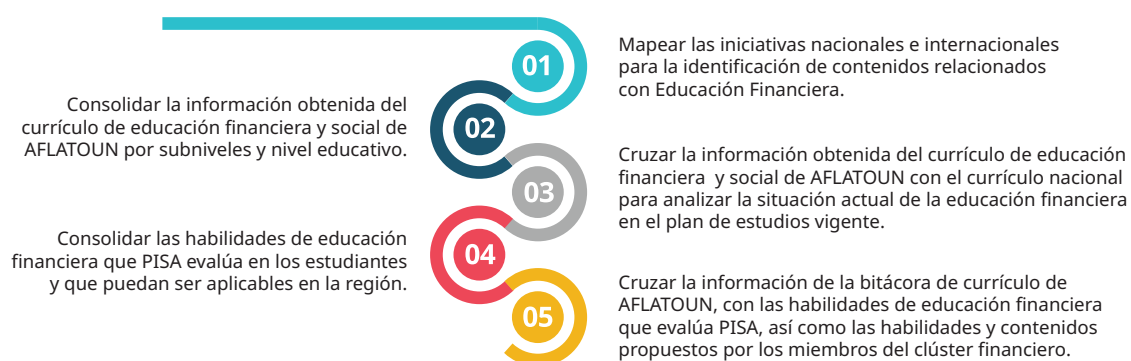 01
Mapear las iniciativas nacionales e internacionales
para la identificación de contenidos relacionados
con Educación Financiera.
02
Consolidar la información obtenida del
currículo de educación financiera y social de
AFLATOUN por subniveles y nivel educativo.
03
Cruzar la información obtenida del currículo de educación
financiera y social de AFLATOUN con el currículo nacional
para analizar la situación actual de la educación financiera
en el plan de estudios vigente.
04
Consolidar las habilidades de educación
financiera que PISA evalúa en los estudiantes
y que puedan ser aplicables en la región.
05
Cruzar la información de la bitácora de currículo de
AFLATOUN, con las habilidades de educación financiera
que evalúa PISA, así como las habilidades y contenidos
propuestos por los miembros del clúster financiero.